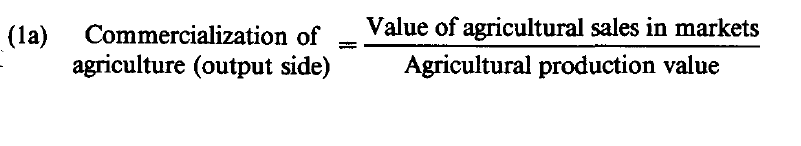 (1a) Commercialization of = Value of agricultural sales in markets
agriculture (output side) Agricultural production value